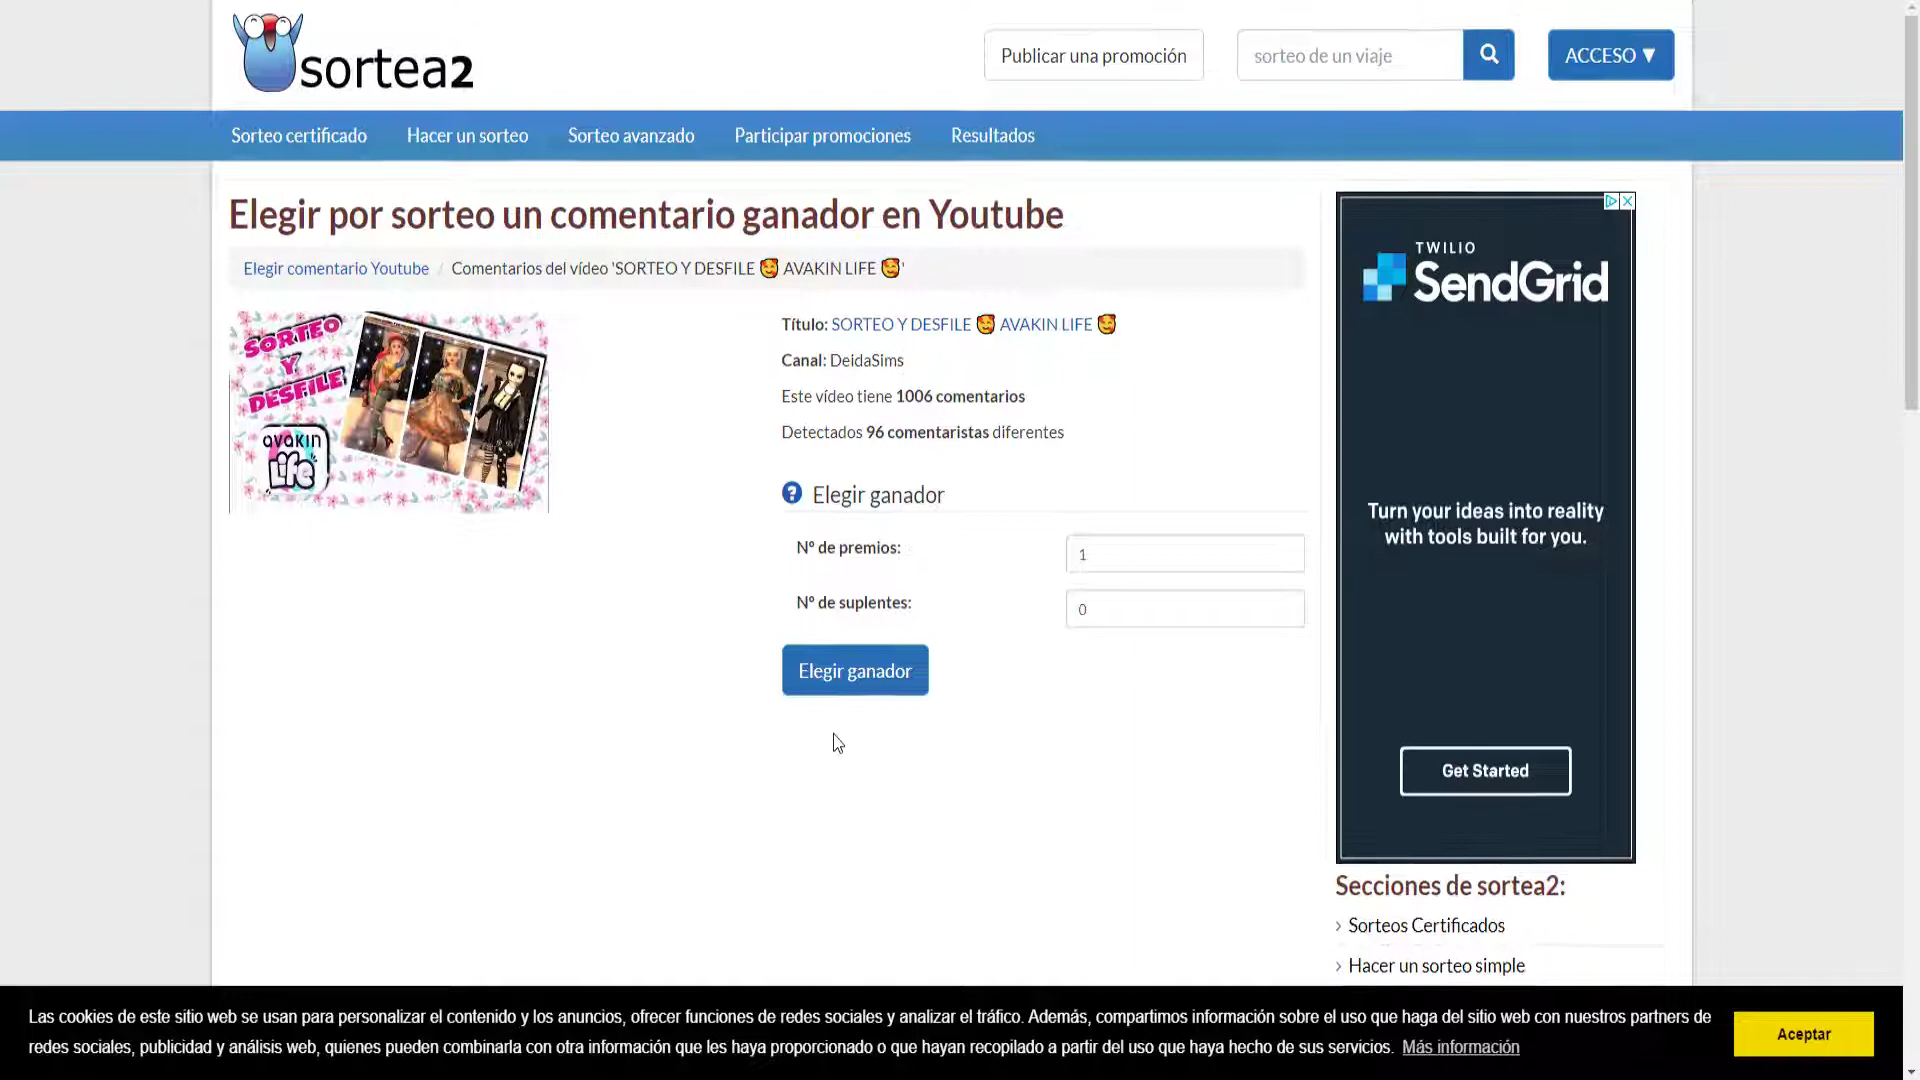 sortea2
Publicar una promoción
sorteo de un viaje
ACCESO ▼
Sorteo certificado
Hacer un sorteo
Sorteo avanzado
Participar promociones
Resultados
Elegir por sorteo un comentario ganador en Youtube
Elegir comentario Youtube / Comentarios del vídeo 'SORTEO Y DESFILE 🥰 AVAKIN LIFE 🥰'
SORTEO
Y
DESFILE
avakin
Life
Título: SORTEO Y DESFILE 🥰 AVAKIN LIFE 🥰
Canal: DeidaSims
Este vídeo tiene 1006 comentarios
Detectados 96 comentaristas diferentes
Elegir ganador
Nº de premios:
1
Nº de suplentes:
0
Elegir ganador
TWILIO
SendGrid
Turn your ideas into reality
with tools built for you.
Get Started
Secciones de sortea2:
› Sorteos Certificados
› Hacer un sorteo simple
Las cookies de este sitio web se usan para personalizar el contenido y los anuncios, ofrecer funciones de redes sociales y analizar el tráfico. Además, compartimos información sobre el uso que haga del sitio web con nuestros partners de
redes sociales, publicidad y análisis web, quienes pueden combinarla con otra información que les haya proporcionado o que hayan recopilado a partir del uso que haya hecho de sus servicios. Más información
Aceptar